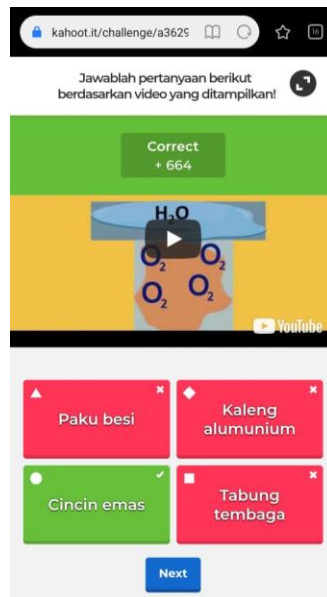 kahoot.it/challenge/a3629
16
Jawablah pertanyaan berikut
berdasarkan video yang ditampilkan!
Correct
+ 664
H₂O
O₂ O₂
O₂ O₂
YouTube
Paku besi
Kaleng
alumunium
Cincin emas
Tabung
tembaga
Next